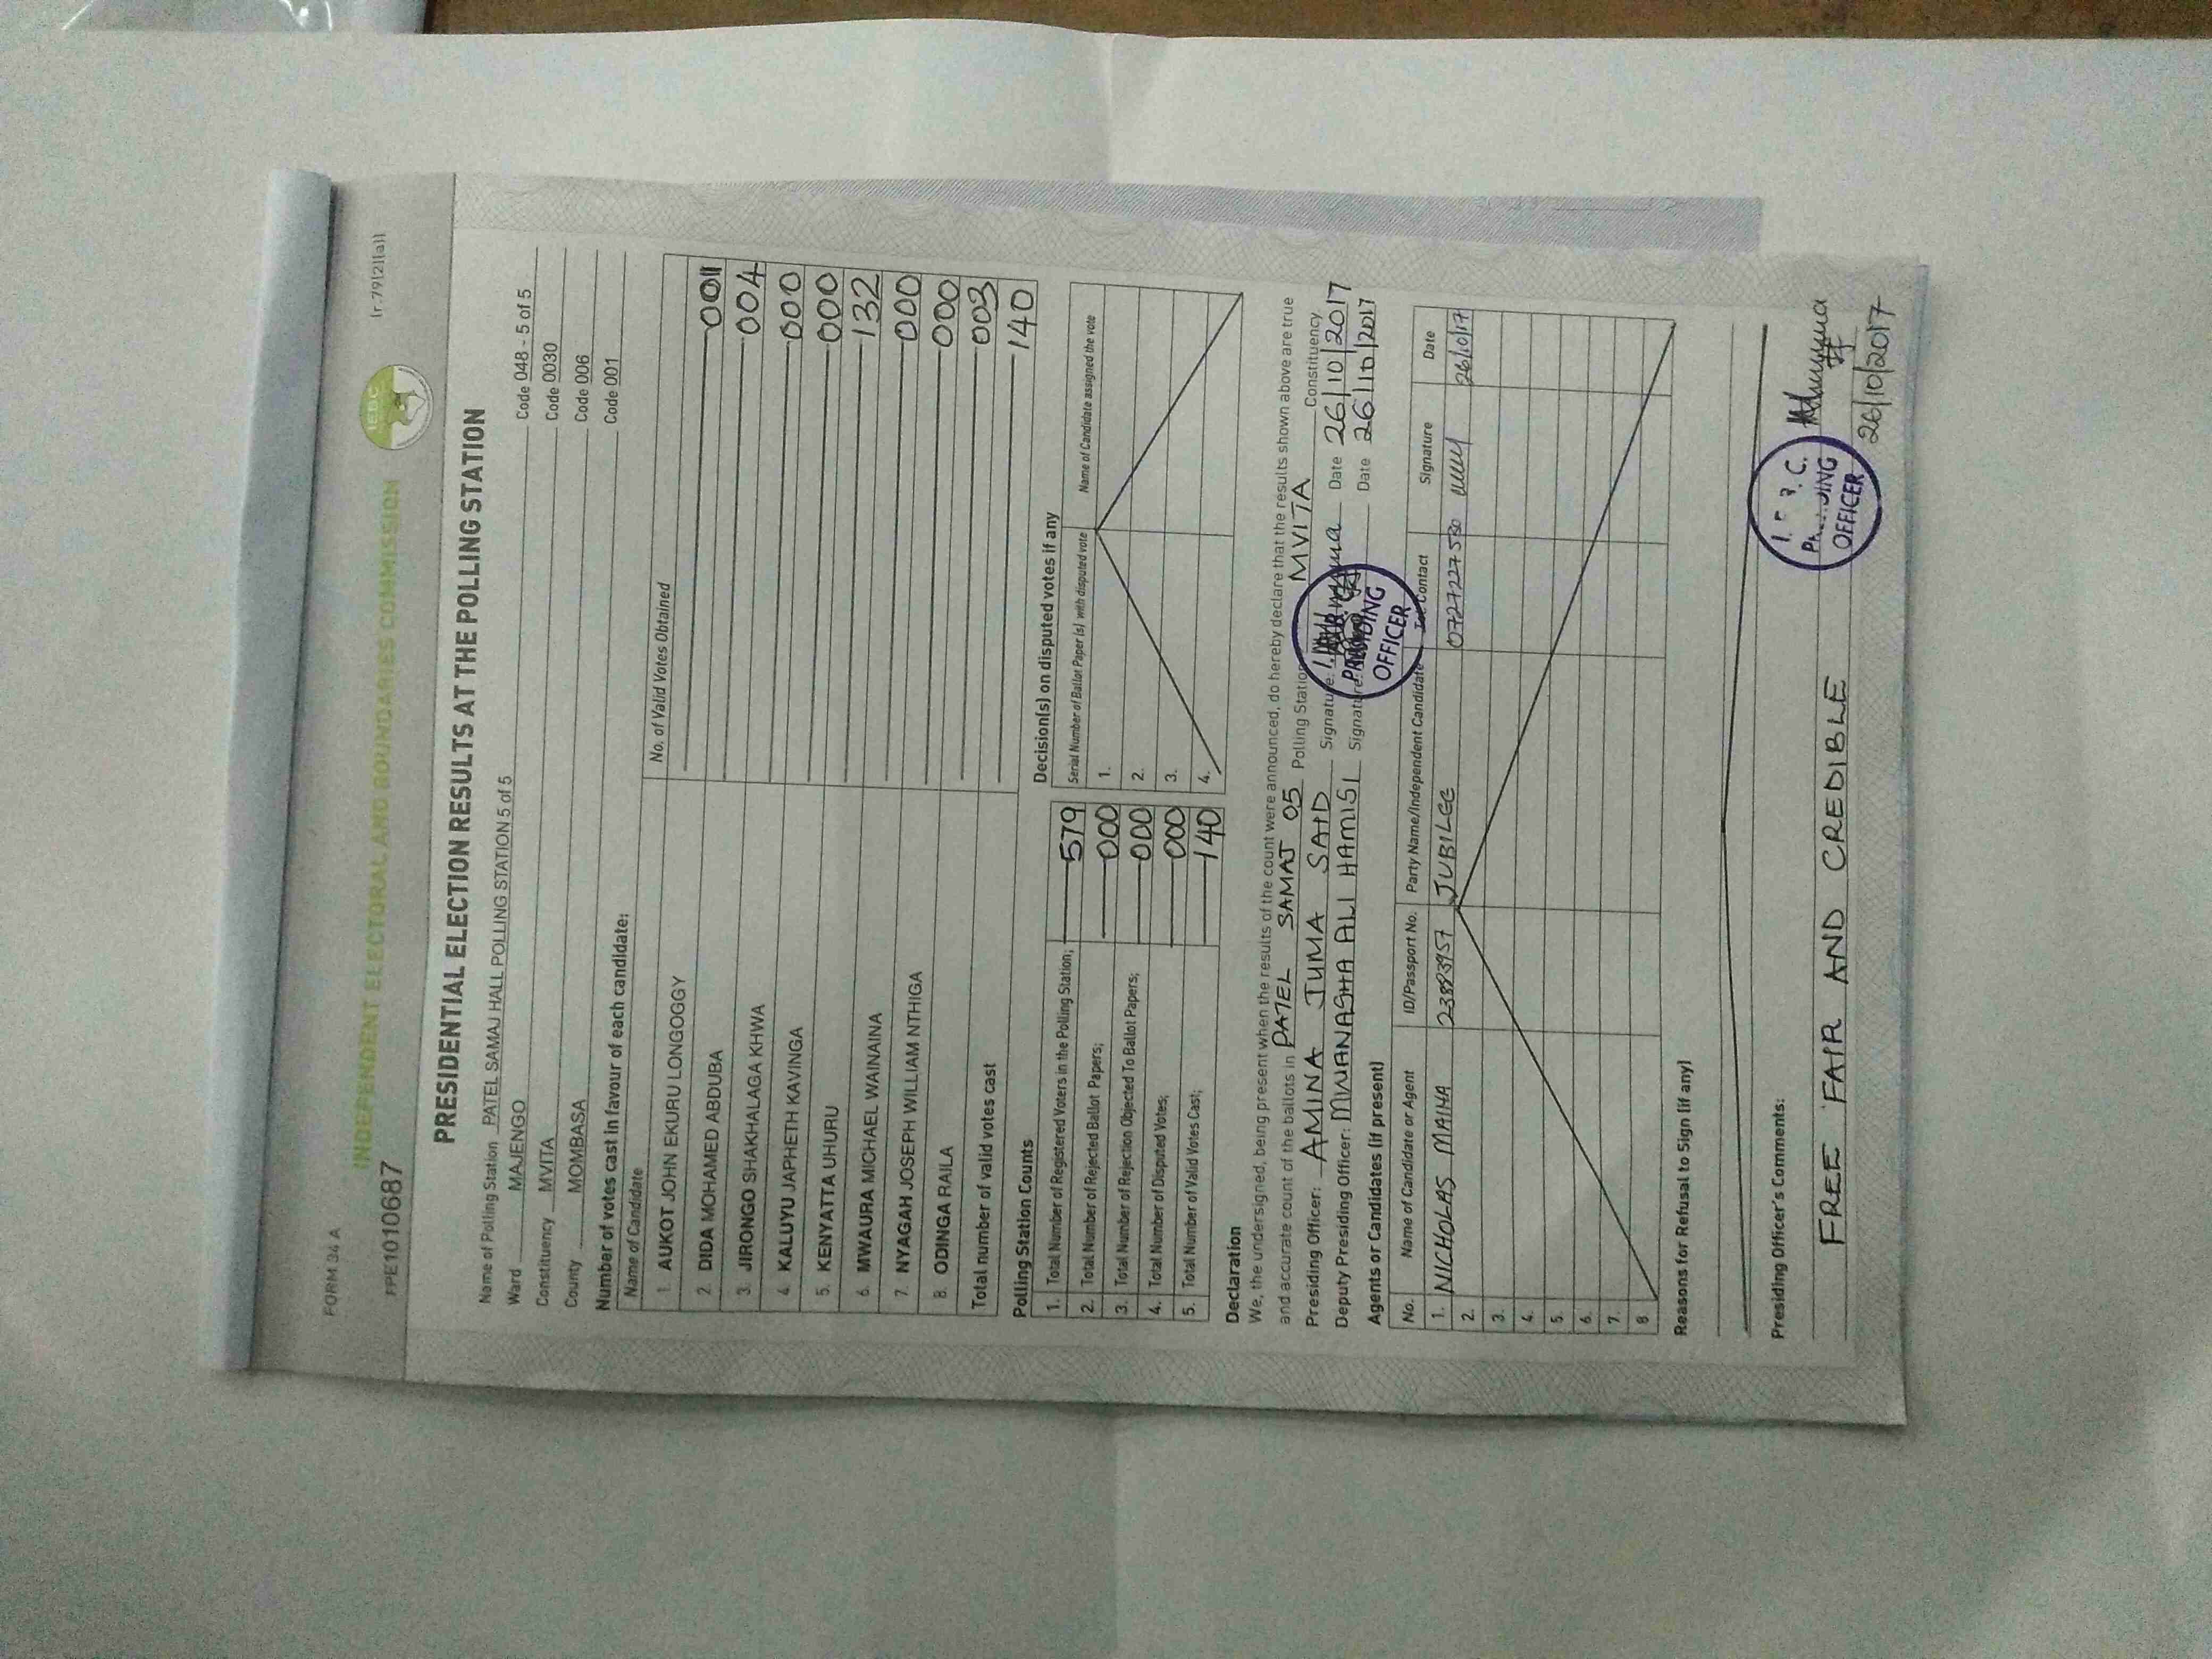 FORM 34 A
(r.79(2)(a))
INDEPENDENT ELECTORAL AND BOUNDARIES COMMISSION
IEBC
PRESIDENTIAL ELECTION RESULTS AT THE POLLING STATION
Name of Polling Station PATEL SAMAJ HALL POLLING STATION 5 of 5 Code 048 - 5 of 5
Ward MAJENGO Code 0030
Constituency MVITA Code 006
County MOMBASA Code 001
Number of votes cast in favour of each candidate:
Name of Candidate No. of Valid Votes Obtained
1. AUKOT JOHN EKURU LONGOGGY 001
2. DIDA MOHAMED ABDUBA 004
3. JIRONGO SHAKHALAGA KHWA 000
4. KALUYU JAPHETH KAVINGA 000
5. KENYATTA UHURU 132
6. MWAURA MICHAEL WAINAINA 000
7. NYAGAH JOSEPH WILLIAM NTHIGA 000
8. ODINGA RAILA 003
Total number of valid votes cast 140
Polling Station Counts
1. Total Number of Registered Voters in the Polling Station; 579
2. Total Number of Rejected Ballot Papers; 000
3. Total Number of Rejection Objected To Ballot Papers; 000
4. Total Number of Disputed Votes; 000
5. Total Number of Valid Votes Cast; 140
Decision(s) on disputed votes if any
Serial Number of Ballot Paper (s) with disputed vote Name of Candidate assigned the vote
1.
2.
3.
4.
Declaration
We, the undersigned, being present when the results of the count were announced, do hereby declare that the results shown above are true
and accurate count of the ballots in PATEL SAMAJ 05 Polling Station MVITA Constituency
Presiding Officer: AMINA JUMA SAID Signature: Date 26/10/2017
Deputy Presiding Officer: MWANASHA ALI HAMISI Signature: Date 26/10/2017
PRESIDING
OFFICER
Agents or Candidates (if present)
No. Name of Candidate or Agent ID/Passport No. Party Name/Independent Candidate Tel. Contact Signature Date
1. NICHOLAS MAIHA 23893957 JUBILEE 0727227530 26/10/17
2.
3.
4.
5.
6.
7.
8
Reasons for Refusal to Sign (if any)
Presiding Officer's Comments:
FREE FAIR AND CREDIBLE
OFFICER
26/10/2017